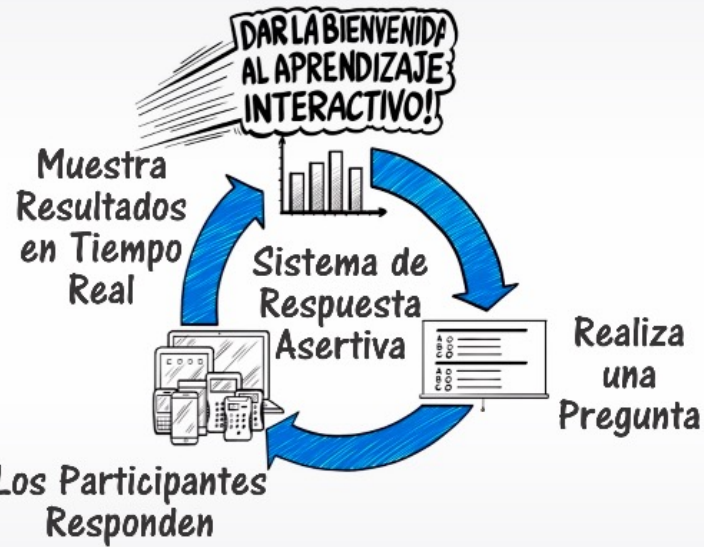 DAR LA BIENVENIDA
AL APRENDIZAJE
INTERACTIVO!!
Muestra
Resultados
en Tiempo
Real
Sistema de
Respuesta
Asertiva
A
B
C
A
B
C
Realiza
una
Pregunta
Los Participantes
Responden